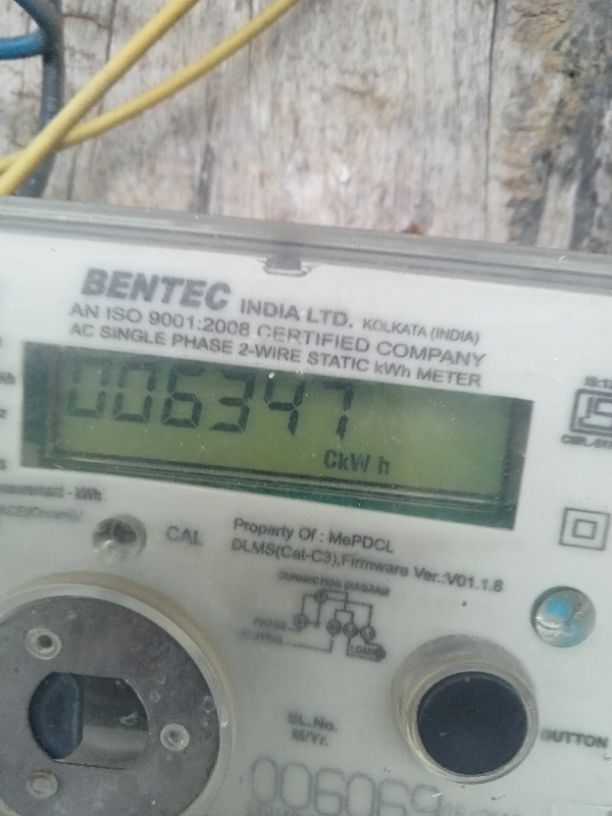 BENTEC INDIA LTD. KOLKATA (INDIA)
AN ISO 9001:2008 CERTIFIED COMPANY
AC SINGLE PHASE 2-WIRE STATIC kWh METER
006347
CkW h
CAL
Property Of : MePDCL
DLMS(Cat-C3),Firmware Ver.:V01.1.8
CONNECTION DIAGRAM
LOAD
SL.No.
M/Yr.
BUTTON
006069